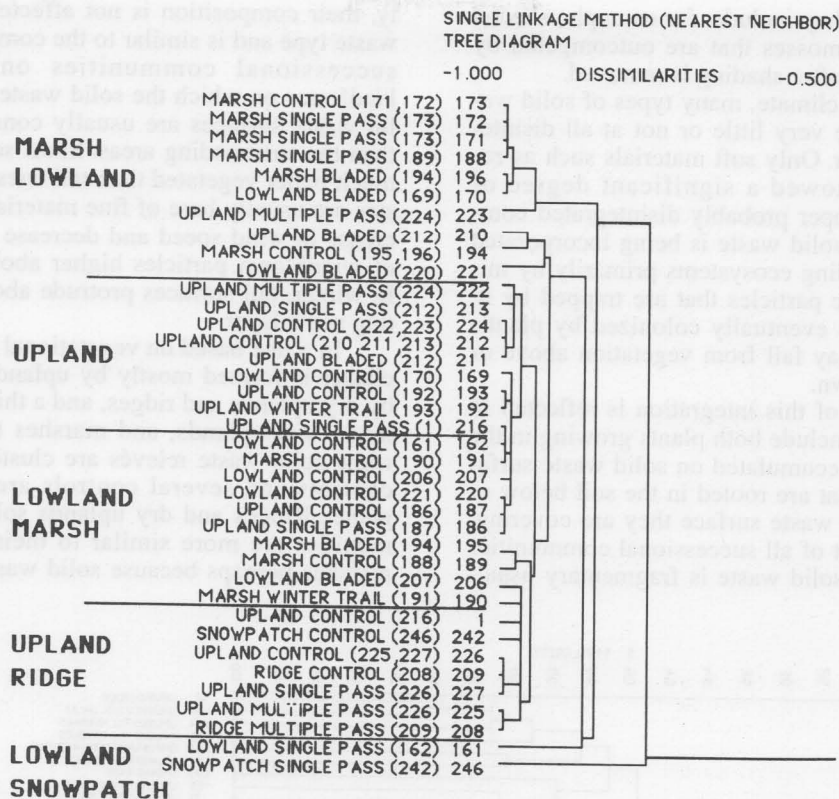 SINGLE LINKAGE METHOD (NEAREST NEIGHBOR)
TREE DIAGRAM
-1.000 DISSIMILARITIES -0.500
MARSH LOWLAND
MARSH CONTROL (171,172) 173
MARSH SINGLE PASS (173) 172
MARSH SINGLE PASS (173) 171
MARSH SINGLE PASS (189) 188
MARSH BLADED (194) 196
LOWLAND BLADED (169) 170
UPLAND MULTIPLE PASS (224) 223
UPLAND BLADED (212) 210
MARSH CONTROL (195,196) 194
LOWLAND BLADED (220) 221
UPLAND
UPLAND MULTIPLE PASS (224) 222
UPLAND SINGLE PASS (212) 213
UPLAND CONTROL (222,223) 224
UPLAND CONTROL (210,211,213) 212
UPLAND BLADED (212) 211
LOWLAND CONTROL (170) 169
UPLAND CONTROL (192) 193
UPLAND WINTER TRAIL (193) 192
UPLAND SINGLE PASS (1) 216
LOWLAND MARSH
LOWLAND CONTROL (161) 162
MARSH CONTROL (190) 191
LOWLAND CONTROL (206) 207
LOWLAND CONTROL (221) 220
UPLAND CONTROL (186) 187
UPLAND SINGLE PASS (187) 186
MARSH BLADED (194) 195
MARSH CONTROL (188) 189
LOWLAND BLADED (207) 206
MARSH WINTER TRAIL (191) 190
UPLAND RIDGE
UPLAND CONTROL (216) 1
SNOWPATCH CONTROL (246) 242
UPLAND CONTROL (225,227) 226
RIDGE CONTROL (208) 209
UPLAND SINGLE PASS (226) 227
UPLAND MULTIPLE PASS (226) 225
RIDGE MULTIPLE PASS (209) 208
LOWLAND SNOWPATCH
LOWLAND SINGLE PASS (162) 161
SNOWPATCH SINGLE PASS (242) 246